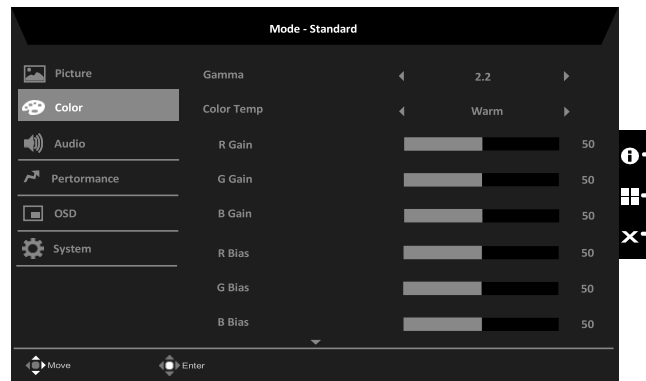 Mode - Standard
Picture
Gamma 2.2
Color
Color Temp Warm
Audio
R Gain 50
Pertormance
G Gain 50
OSD
B Gain 50
System
R Bias 50
G Bias 50
B Bias 50
Move Enter